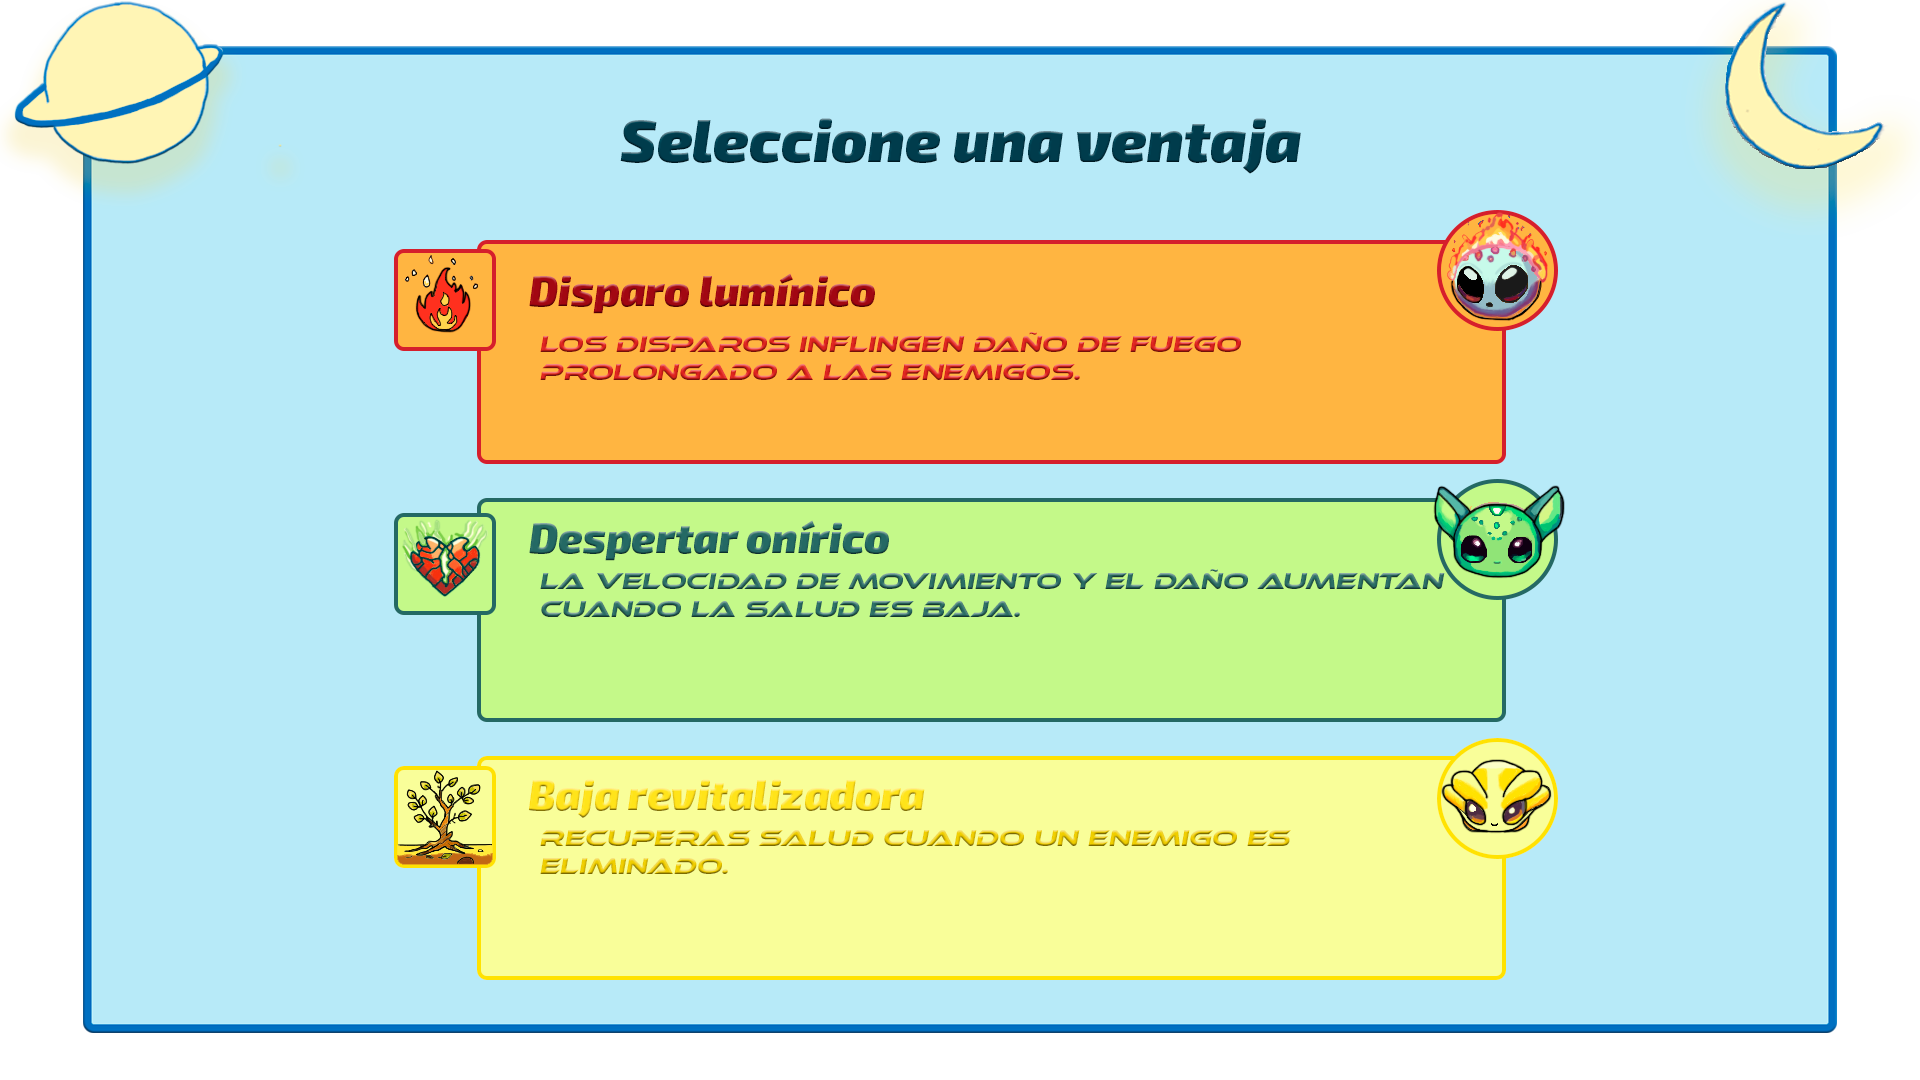 Seleccione una ventaja
Disparo lumínico
LOS DISPAROS INFLINGEN DAÑO DE FUEGO
PROLONGADO A LAS ENEMIGOS.
Despertar onírico
LA VELOCIDAD DE MOVIMIENTO Y EL DAÑO AUMENTAN
CUANDO LA SALUD ES BAJA.
Baja revitalizadora
RECUPERAS SALUD CUANDO UN ENEMIGO ES
ELIMINADO.